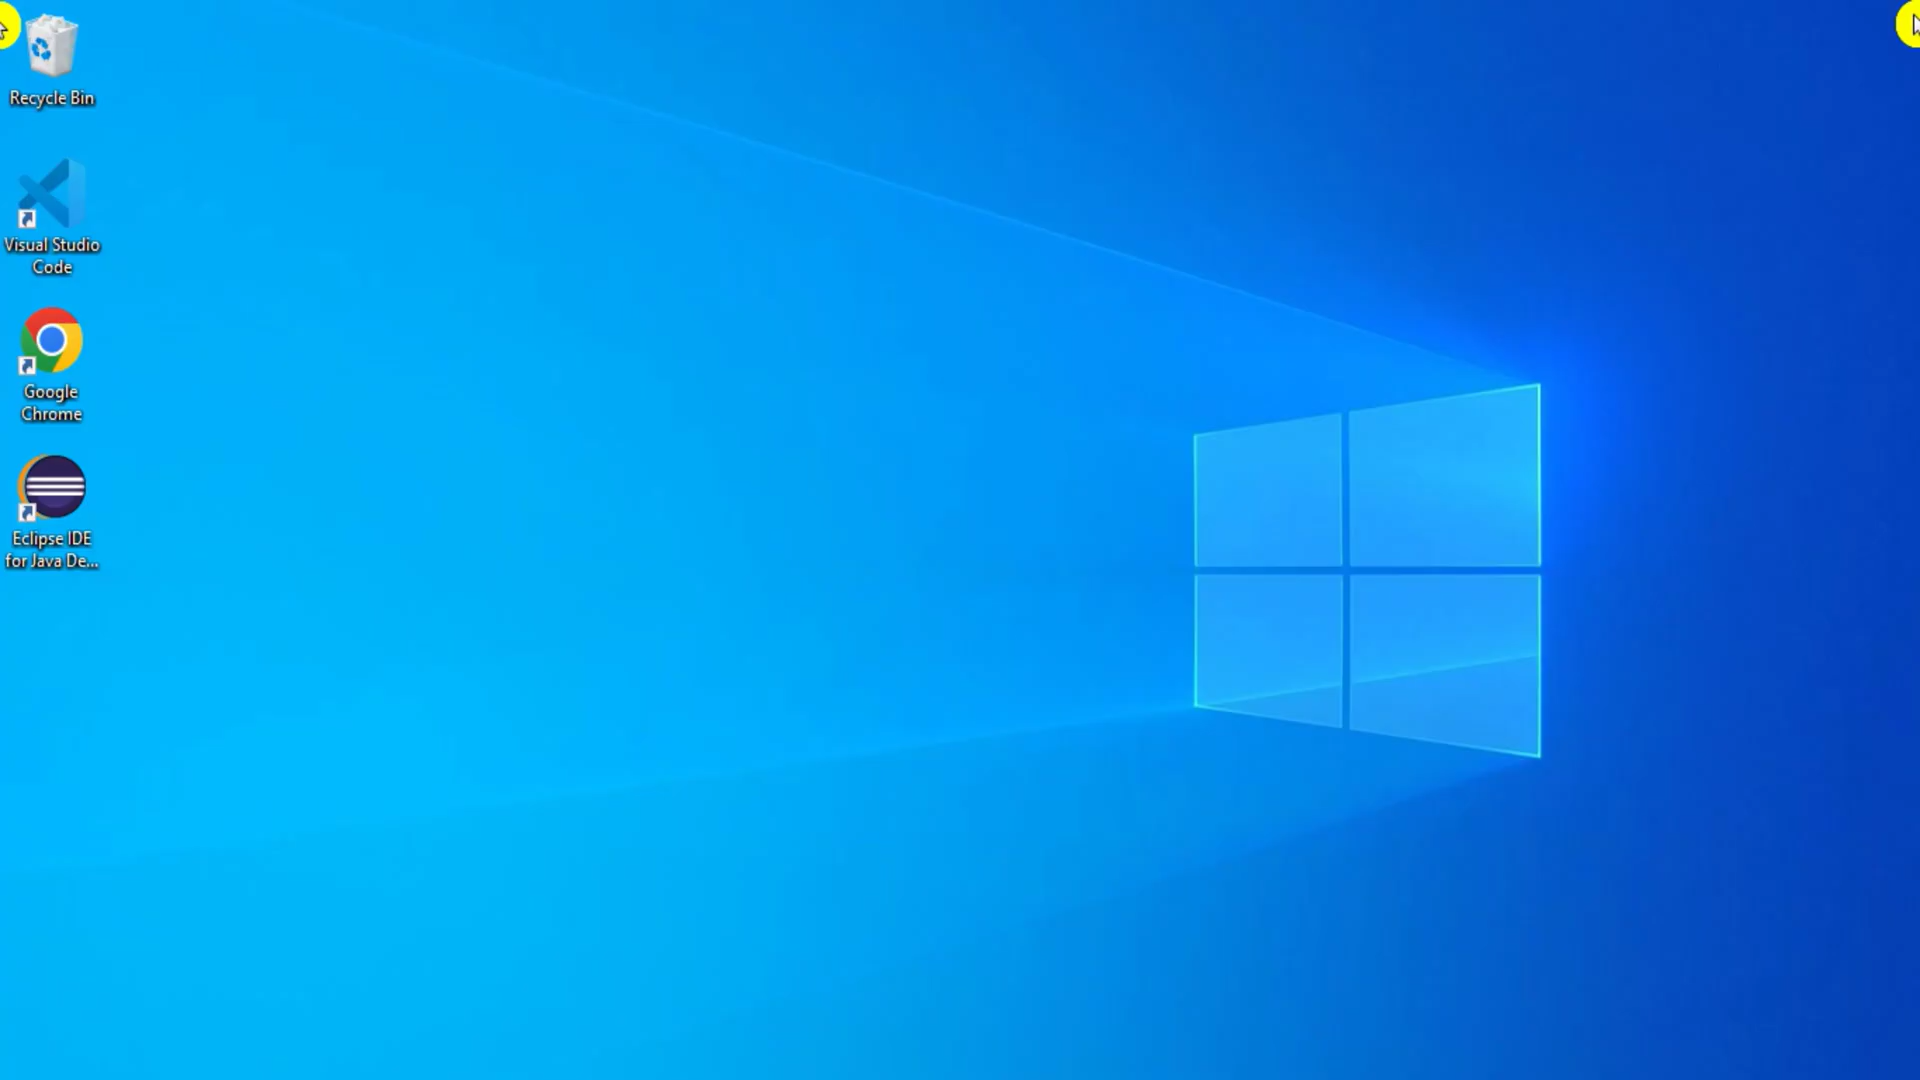 Recycle Bin
Visual Studio
Code
Google
Chrome
Eclipse IDE
for Java De...